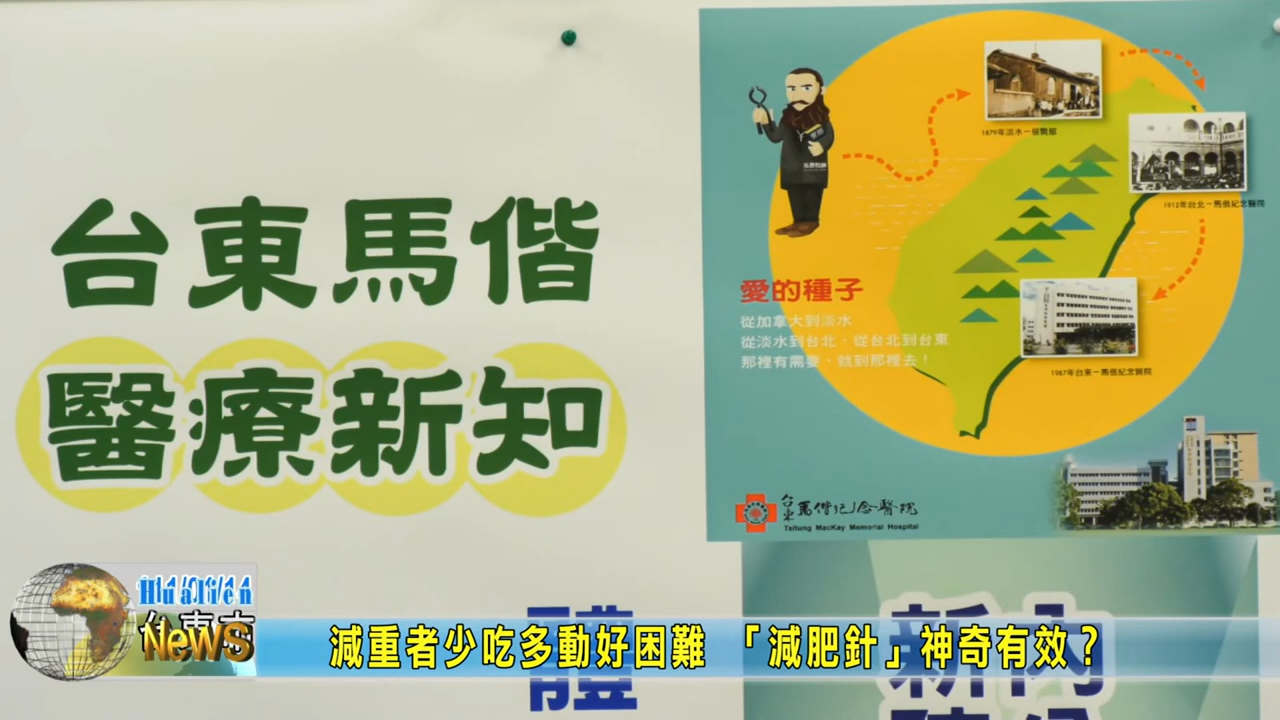 台東馬偕
醫療新知
1879年淡水－偕醫館
1912年台北－馬偕紀念醫院
1987年台東－馬偕紀念醫院
愛的種子
從加拿大到淡水
從淡水到台北，從台北到台東
那裡有需要，就到那裡去！
台東馬偕紀念醫院
Taitung MacKay Memorial Hospital
Hualien
News
減重者少吃多動好困難 「減肥針」神奇有效？
體
新內